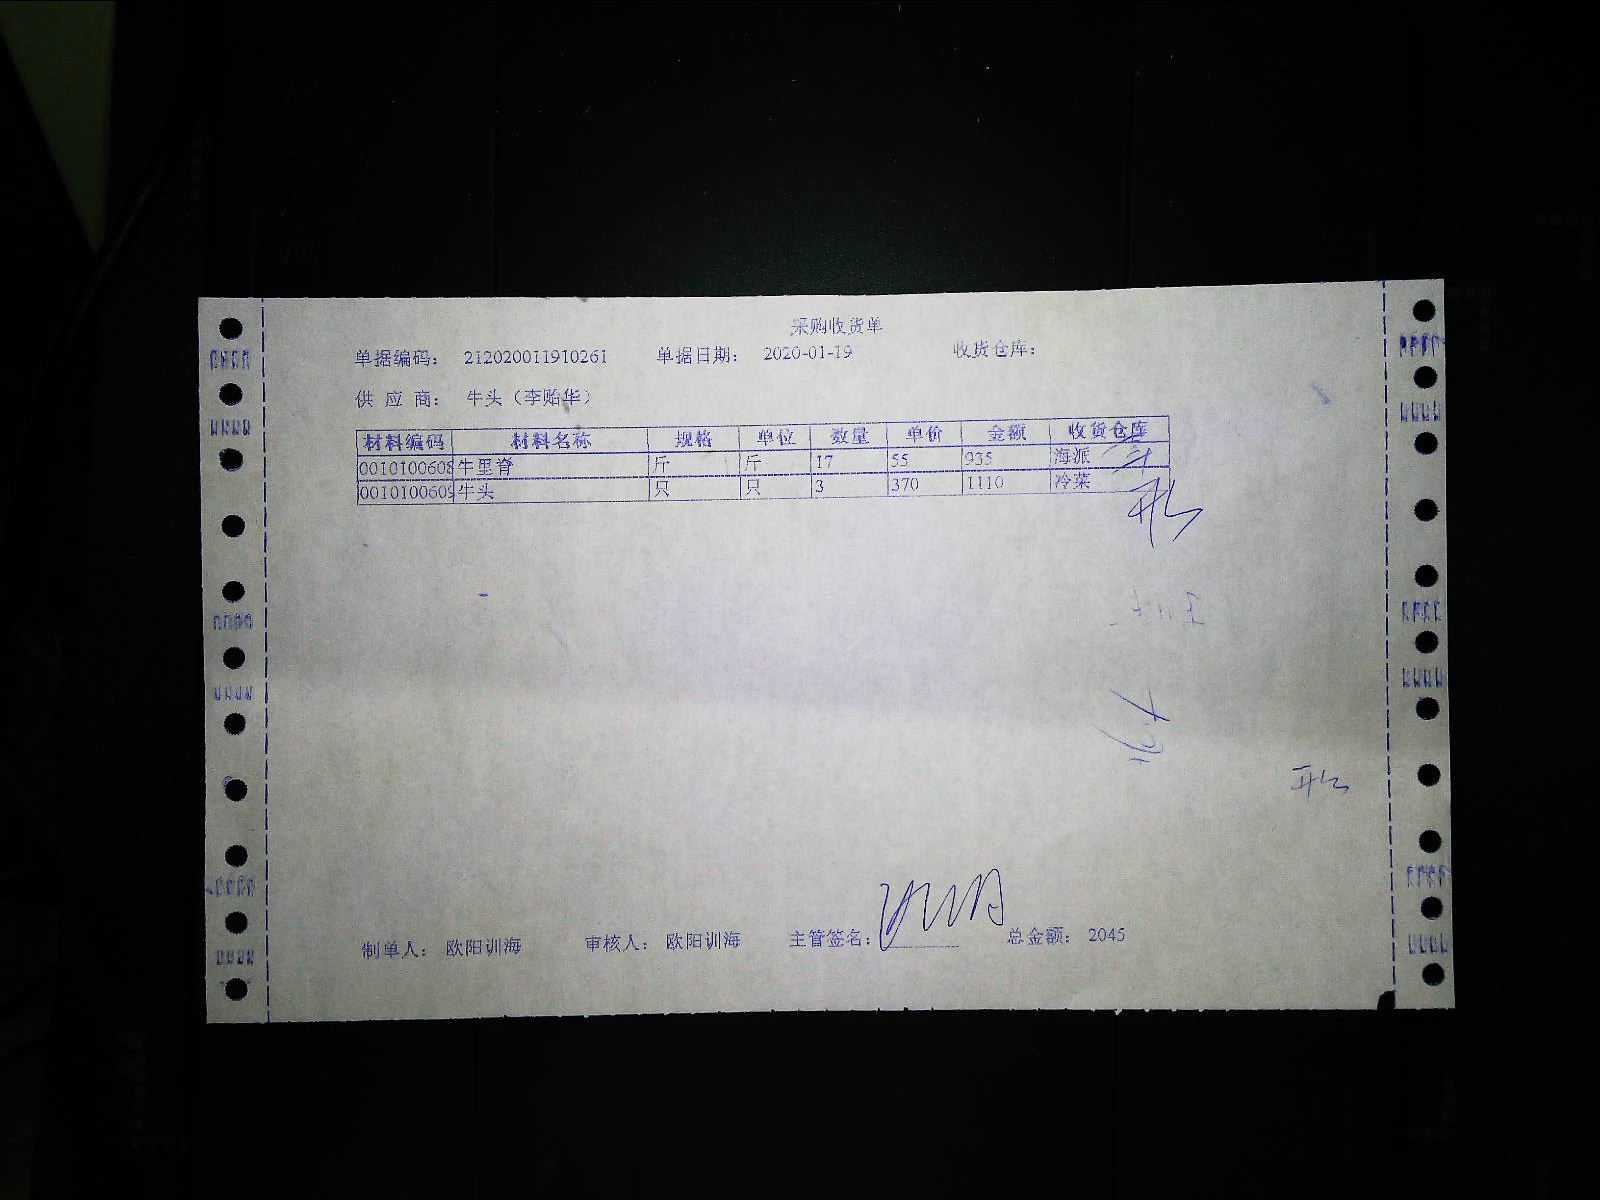 采购收货单
单据编码： 212020011910261 单据日期： 2020-01-19 收货仓库：
供 应 商： 牛头（李贻华）
材料编码 材料名称 规格 单位 数量 单价 金额 收货仓库
0010100608 牛里脊 斤 斤 17 55 935 海派
001010060 牛头 只 只 3 370 1110 冷菜
制单人： 欧阳训海 审核人： 欧阳训海 主管签名： 总金额： 2045